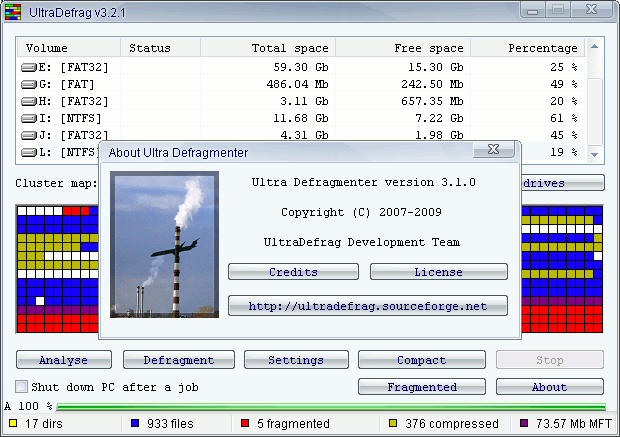 UltraDefrag v3.2.1
Volume Status Total space Free space Percentage
E: [FAT32] 59.30 Gb 15.30 Gb 25 %
G: [FAT] 486.04 Mb 242.50 Mb 49 %
H: [FAT32] 3.11 Gb 657.35 Mb 20 %
I: [NTFS] 11.68 Gb 7.22 Gb 61 %
J: [FAT32] 4.31 Gb 1.98 Gb 45 %
L: [NTFS] 19 %
About Ultra Defragmenter
Cluster map: drives
Ultra Defragmenter version 3.1.0
Copyright (C) 2007-2009
UltraDefrag Development Team
Credits License
http://ultradefrag.sourceforge.net
Analyse Defragment Settings Compact Stop
Shut down PC after a job Fragmented About
A 100 %
17 dirs 933 files 5 fragmented 376 compressed 73.57 Mb MFT